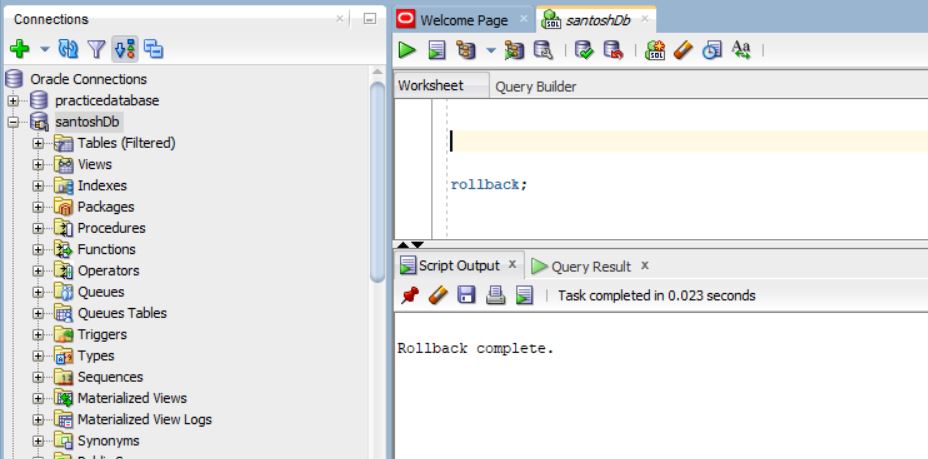 Connections
Oracle Connections
practicedatabase
santoshDb
Tables (Filtered)
Views
Indexes
Packages
Procedures
Functions
Operators
Queues
Queues Tables
Triggers
Types
Sequences
Materialized Views
Materialized View Logs
Synonyms
Welcome Page
santoshDb
Worksheet
Query Builder
rollback;
Script Output
Query Result
Task completed in 0.023 seconds
Rollback complete.